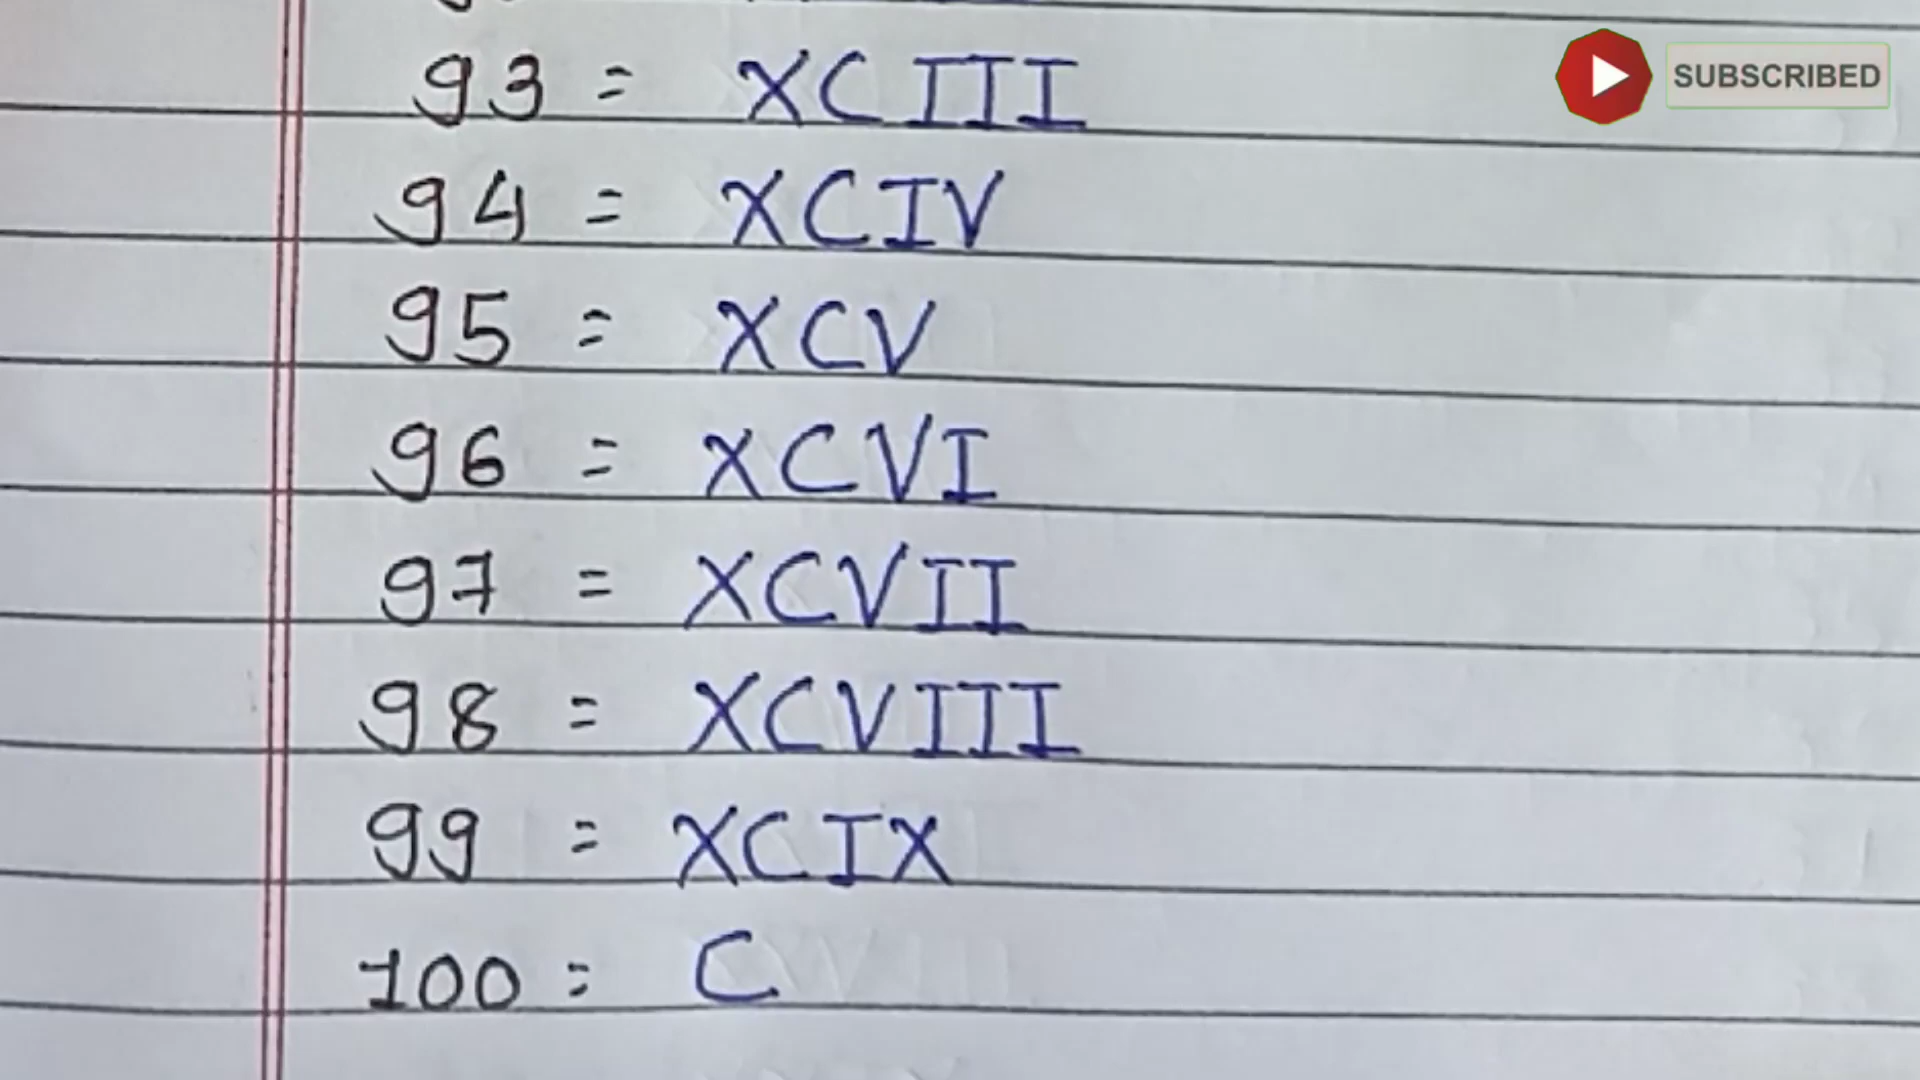 93 = XCIII
SUBSCRIBED
94 = XCIV
95 = XCV
96 = XCVI
97 = XCVII
98 = XCVIII
99 = XCIX
100 = C